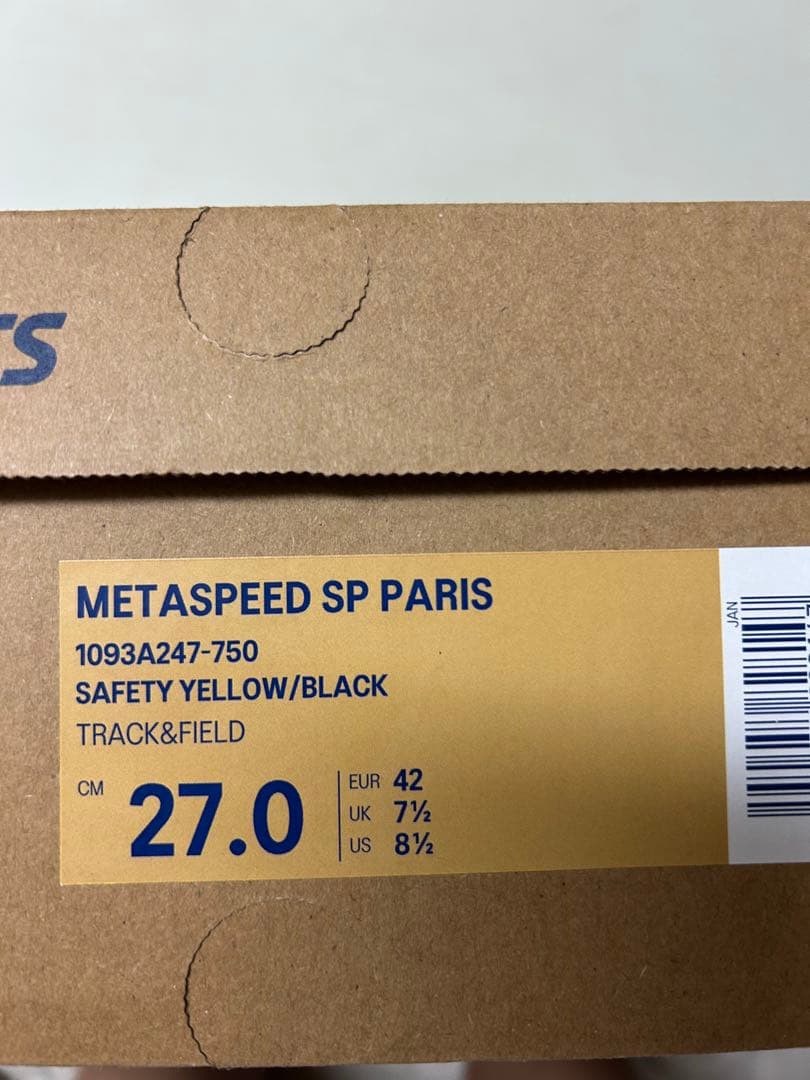 METASPEED SP PARIS
1093A247-750
SAFETY YELLOW/BLACK
TRACK&FIELD
CM 27.0
EUR 42
UK 7½
US 8½
JAN